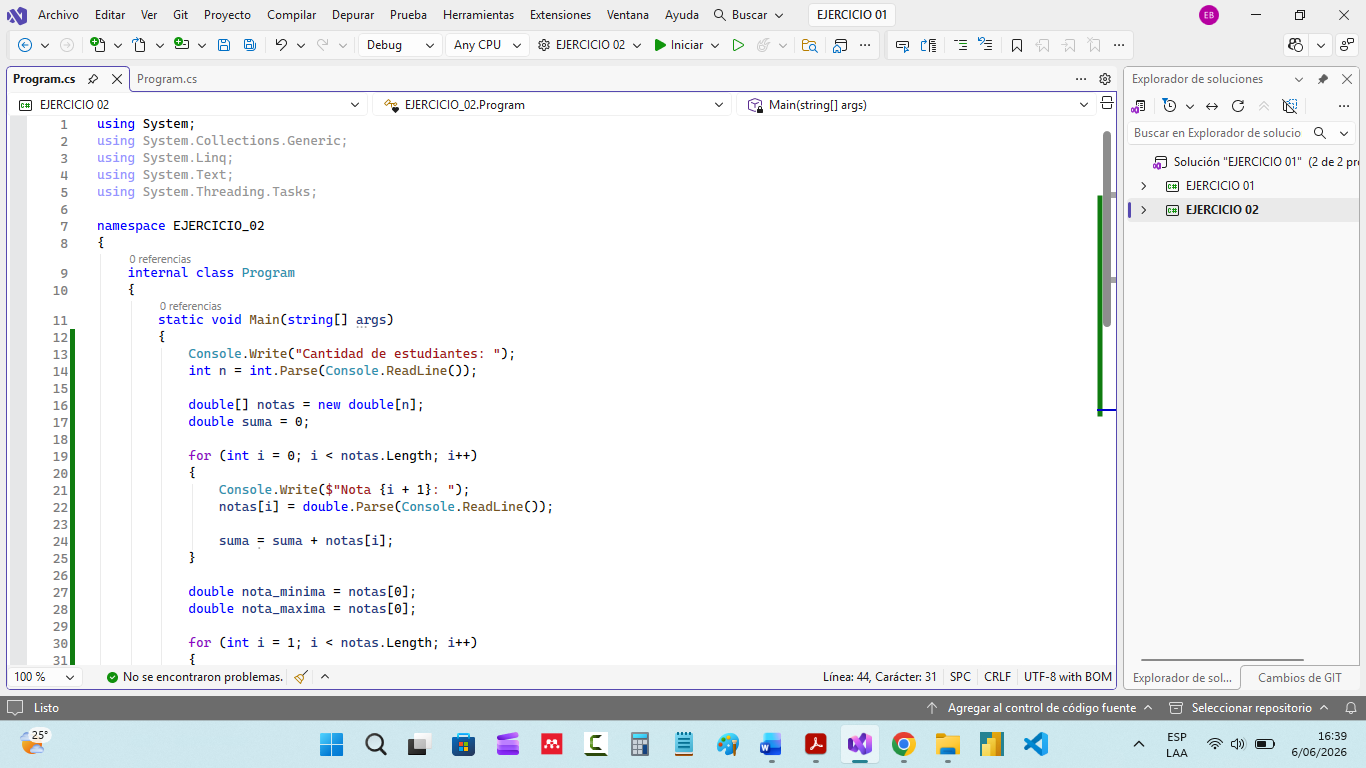 Archivo Editar Ver Git Proyecto Compilar Depurar Prueba Herramientas Extensiones Ventana Ayuda Buscar EJERCICIO 01 EB
Debug Any CPU EJERCICIO 02 Iniciar
Program.cs Program.cs
EJERCICIO 02 EJERCICIO_02.Program Main(string[] args)
1 using System;
2 using System.Collections.Generic;
3 using System.Linq;
4 using System.Text;
5 using System.Threading.Tasks;
6
7 namespace EJERCICIO_02
8 {
0 referencias
9 internal class Program
10 {
0 referencias
11 static void Main(string[] args)
12 {
13 Console.Write("Cantidad de estudiantes: ");
14 int n = int.Parse(Console.ReadLine());
15
16 double[] notas = new double[n];
17 double suma = 0;
18
19 for (int i = 0; i < notas.Length; i++)
20 {
21 Console.Write($"Nota {i + 1}: ");
22 notas[i] = double.Parse(Console.ReadLine());
23
24 suma = suma + notas[i];
25 }
26
27 double nota_minima = notas[0];
28 double nota_maxima = notas[0];
29
30 for (int i = 1; i < notas.Length; i++)
31 {
100 % No se encontraron problemas. Línea: 44, Carácter: 31 SPC CRLF UTF-8 with BOM
Explorador de soluciones
Buscar en Explorador de solucio
Solución "EJERCICIO 01" (2 de 2 pr
EJERCICIO 01
EJERCICIO 02
Explorador de sol... Cambios de GIT
Listo Agregar al control de código fuente Seleccionar repositorio
25° ESP LAA 16:39 6/06/2026